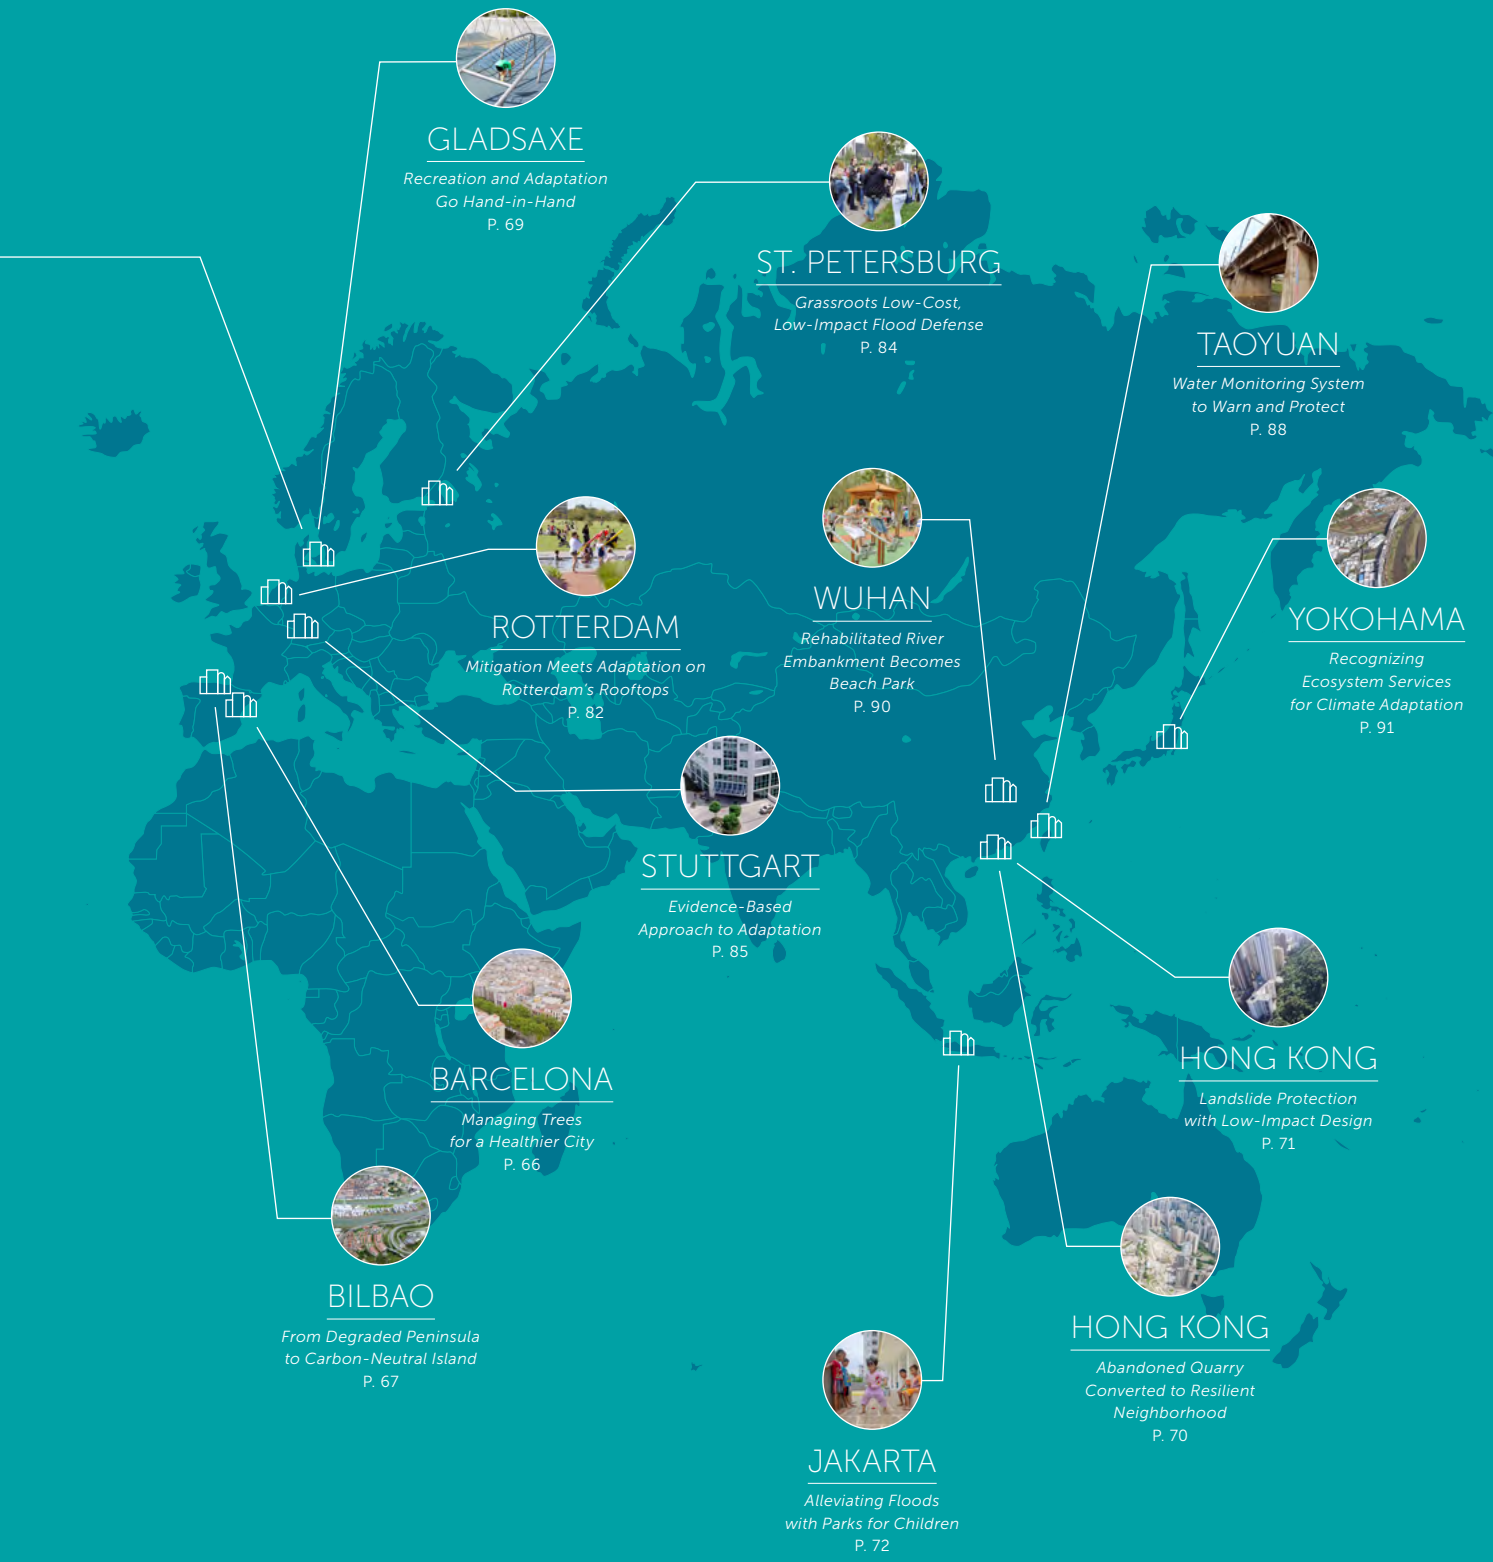 GLADSAXE
Recreation and Adaptation
Go Hand-in-Hand
P. 69
ST. PETERSBURG
Grassroots Low-Cost,
Low-Impact Flood Defense
P. 84
TAOYUAN
Water Monitoring System
to Warn and Protect
P. 88
ROTTERDAM
Mitigation Meets Adaptation on
Rotterdam's Rooftops
P. 82
WUHAN
Rehabilitated River
Embankment Becomes
Beach Park
P. 90
YOKOHAMA
Recognizing
Ecosystem Services
for Climate Adaptation
P. 91
STUTTGART
Evidence-Based
Approach to Adaptation
P. 85
BARCELONA
Managing Trees
for a Healthier City
P. 66
HONG KONG
Landslide Protection
with Low-Impact Design
P. 71
BILBAO
From Degraded Peninsula
to Carbon-Neutral Island
P. 67
HONG KONG
Abandoned Quarry
Converted to Resilient
Neighborhood
P. 70
JAKARTA
Alleviating Floods
with Parks for Children
P. 72